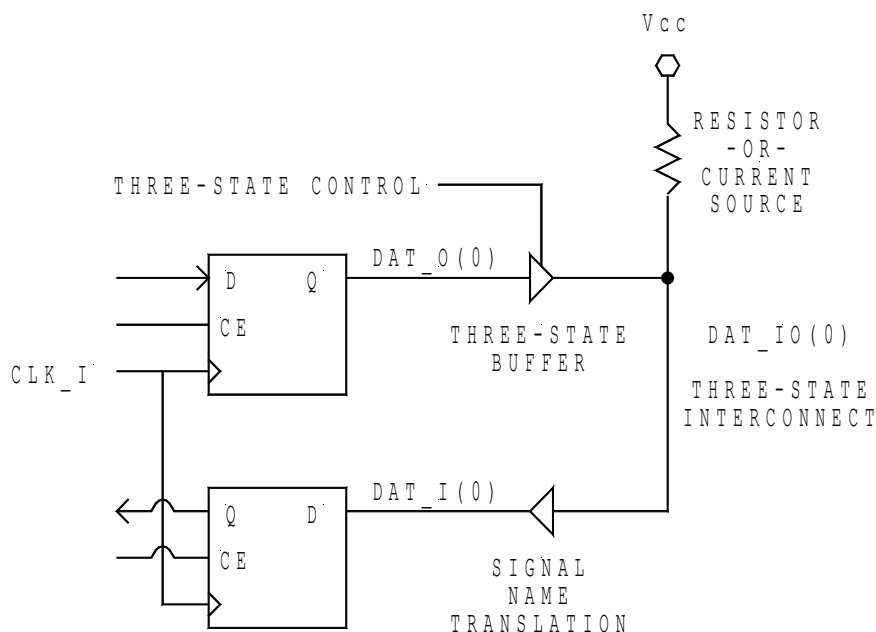 Vcc
RESISTOR
-OR-
CURRENT
SOURCE
THREE-STATE CONTROL
DAT_O(0)
D
Q
CE
CLK_I
THREE-STATE
BUFFER
DAT_IO(0)
THREE-STATE
INTERCONNECT
DAT_I(0)
Q
D
CE
SIGNAL
NAME
TRANSLATION